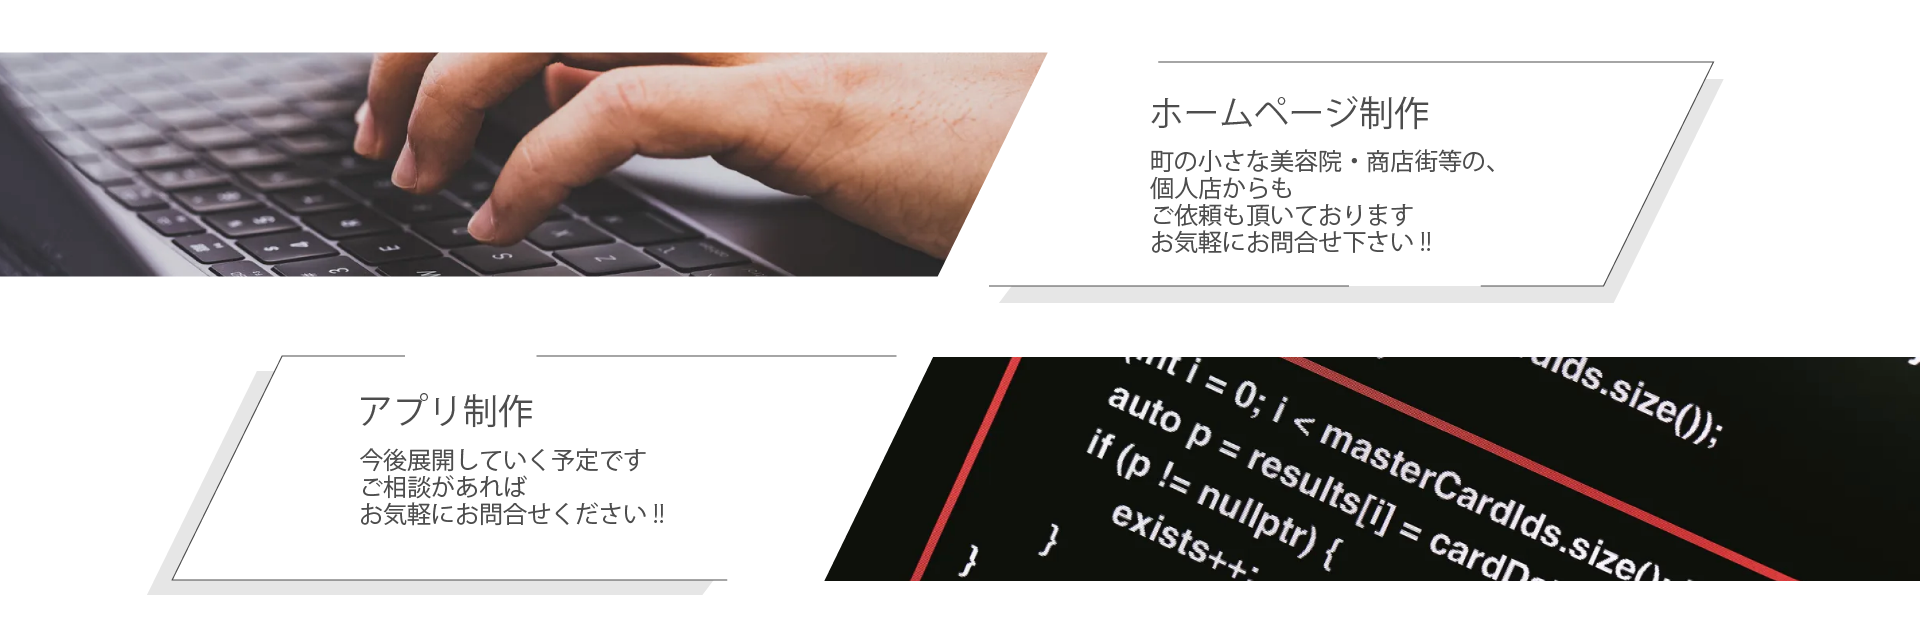 ホームページ制作
町の小さな美容院・商店街等の、
個人店からも
ご依頼も頂いております
お気軽にお問合せ下さい!!
アプリ制作
今後展開していく予定です
ご相談があれば
お気軽にお問合せください!!
i = 0; i < masterCardIds.size();
auto p = results[i] =
if (p != nullptr) {
exists++;
}
}
.size());